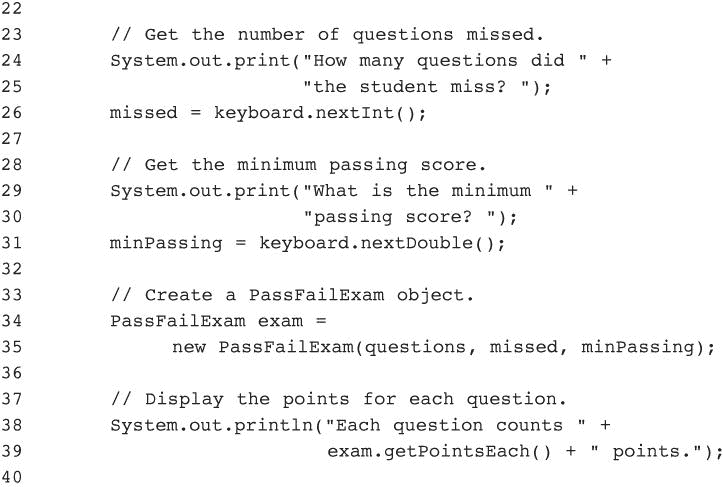 22
23 // Get the number of questions missed.
24 System.out.print("How many questions did " +
25 "the student miss? ");
26 missed = keyboard.nextInt();
27
28 // Get the minimum passing score.
29 System.out.print("What is the minimum " +
30 "passing score? ");
31 minPassing = keyboard.nextDouble();
32
33 // Create a PassFailExam object.
34 PassFailExam exam =
35 new PassFailExam(questions, missed, minPassing);
36
37 // Display the points for each question.
38 System.out.println("Each question counts " +
39 exam.getPointsEach() + " points.");
40